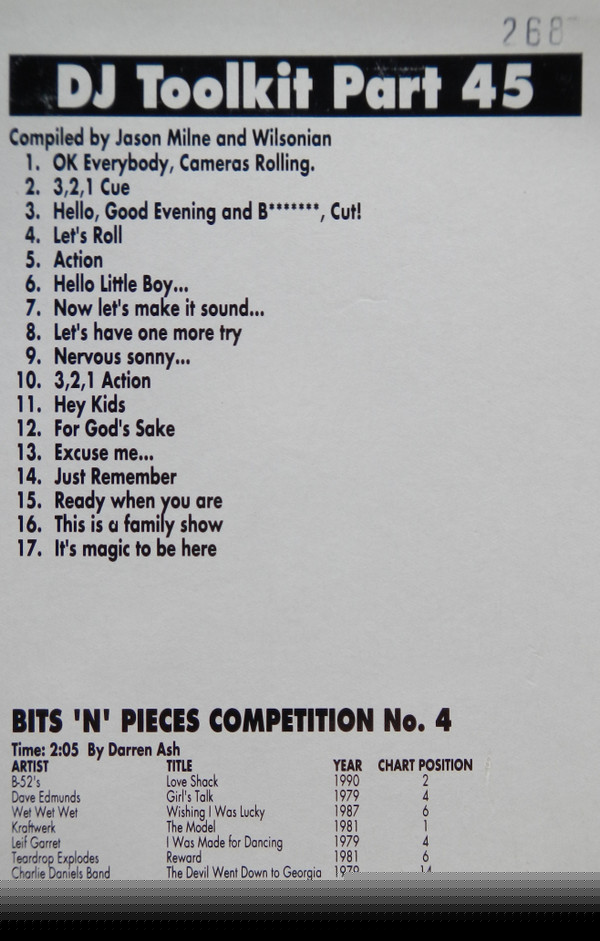 268
DJ Toolkit Part 45
Compiled by Jason Milne and Wilsonian
1. OK Everybody, Cameras Rolling.
2. 3,2,1 Cue
3. Hello, Good Evening and B*******, Cut!
4. Let's Roll
5. Action
6. Hello Little Boy...
7. Now let's make it sound...
8. Let's have one more try
9. Nervous sonny...
10. 3,2,1 Action
11. Hey Kids
12. For God's Sake
13. Excuse me...
14. Just Remember
15. Ready when you are
16. This is a family show
17. It's magic to be here
BITS 'N' PIECES COMPETITION No. 4
Time: 2:05 By Darren Ash
ARTIST TITLE YEAR CHART POSITION
B-52's Love Shack 1990 2
Dave Edmunds Girl's Talk 1979 4
Wet Wet Wet Wishing I Was Lucky 1987 6
Kraftwerk The Model 1981 1
Leif Garret I Was Made for Dancing 1979 4
Teardrop Explodes Reward 1981 6
Charlie Daniels Band The Devil Went Down to Georgia 1979 14